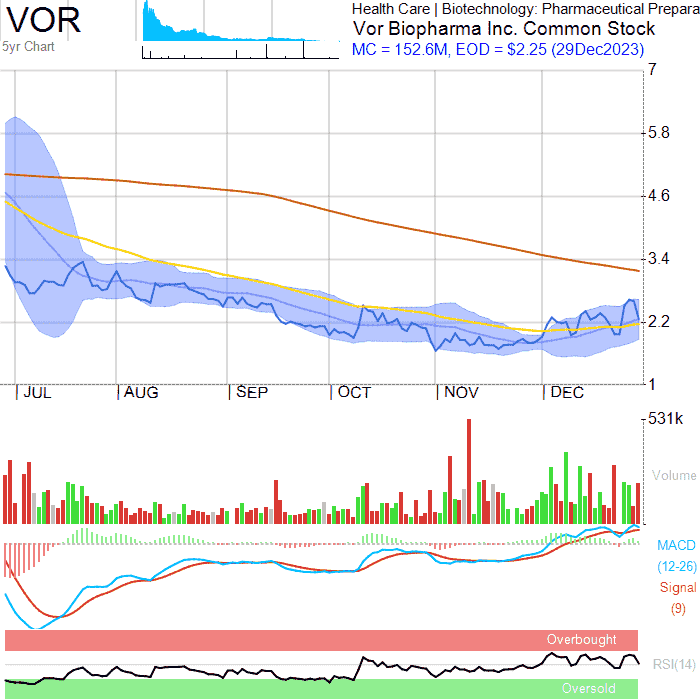 VOR
5yr Chart
Health Care | Biotechnology: Pharmaceutical Prepara
Vor Biopharma Inc. Common Stock
MC = 152.6M, EOD = $2.25 (29Dec2023)
7
5.8
4.6
3.4
2.2
1
JUL AUG SEP OCT NOV DEC
531k
Volume
MACD
(12-26)
Signal
(9)
Overbought
RSI(14)
Oversold